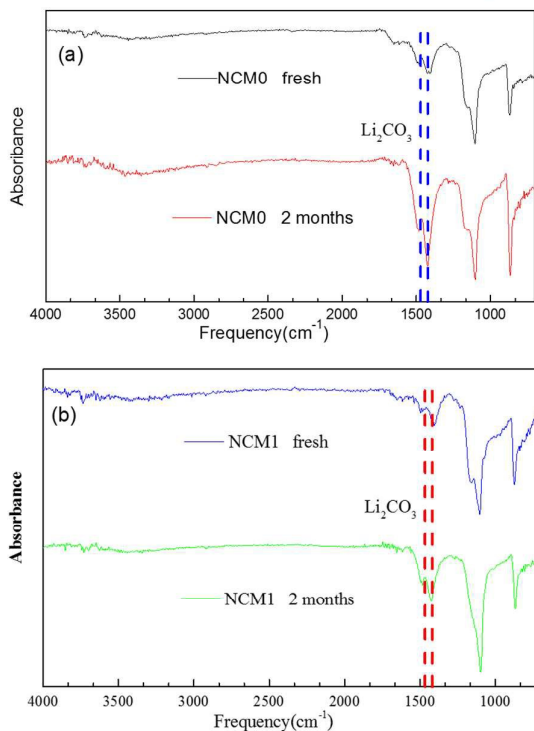 (a)
NCM0 fresh
Li₂CO₃
NCM0 2 months
Absorbance
4000 3500 3000 2500 2000 1500 1000
Frequency(cm⁻¹)
(b)
NCM1 fresh
Li₂CO₃
NCM1 2 months
Absorbance
4000 3500 3000 2500 2000 1500 1000
Frequency(cm⁻¹)